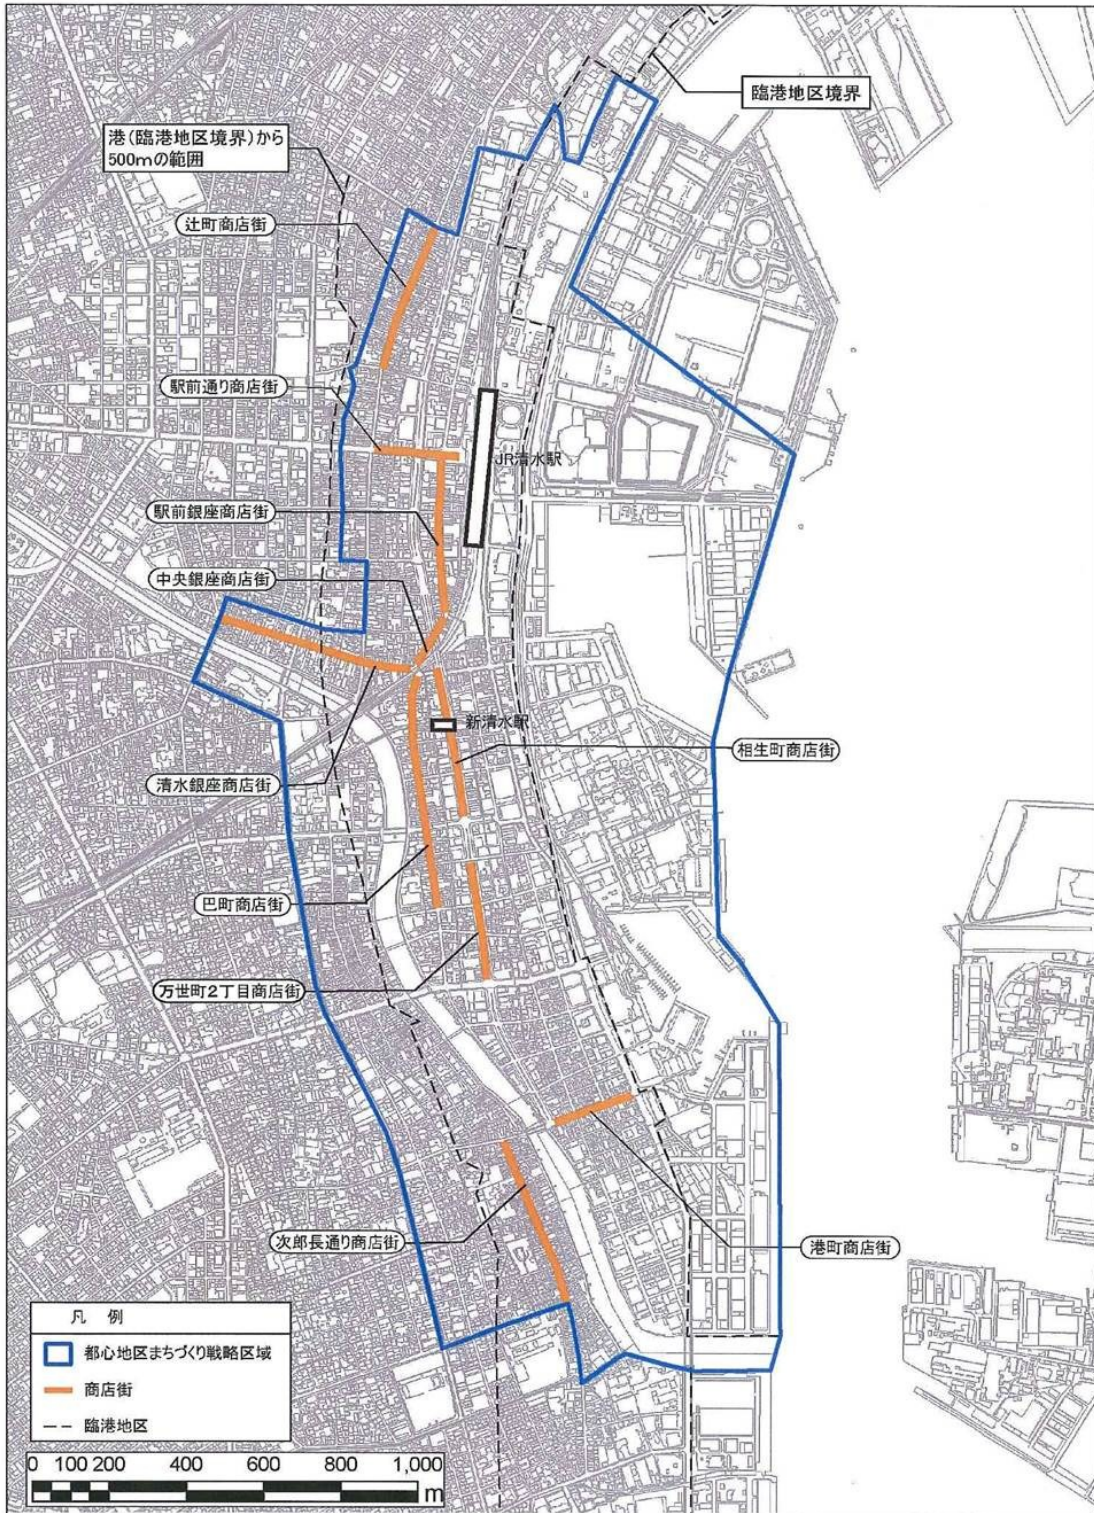 臨港地区境界
港(臨港地区境界)から
500mの範囲
辻町商店街
駅前通り商店街
JR清水駅
駅前銀座商店街
中央銀座商店街
新清水駅
相生町商店街
清水銀座商店街
巴町商店街
万世町2丁目商店街
次郎長通り商店街
港町商店街
凡 例
都心地区まちづくり戦略区域
商店街
臨港地区
0 100 200 400 600 800 1,000
m